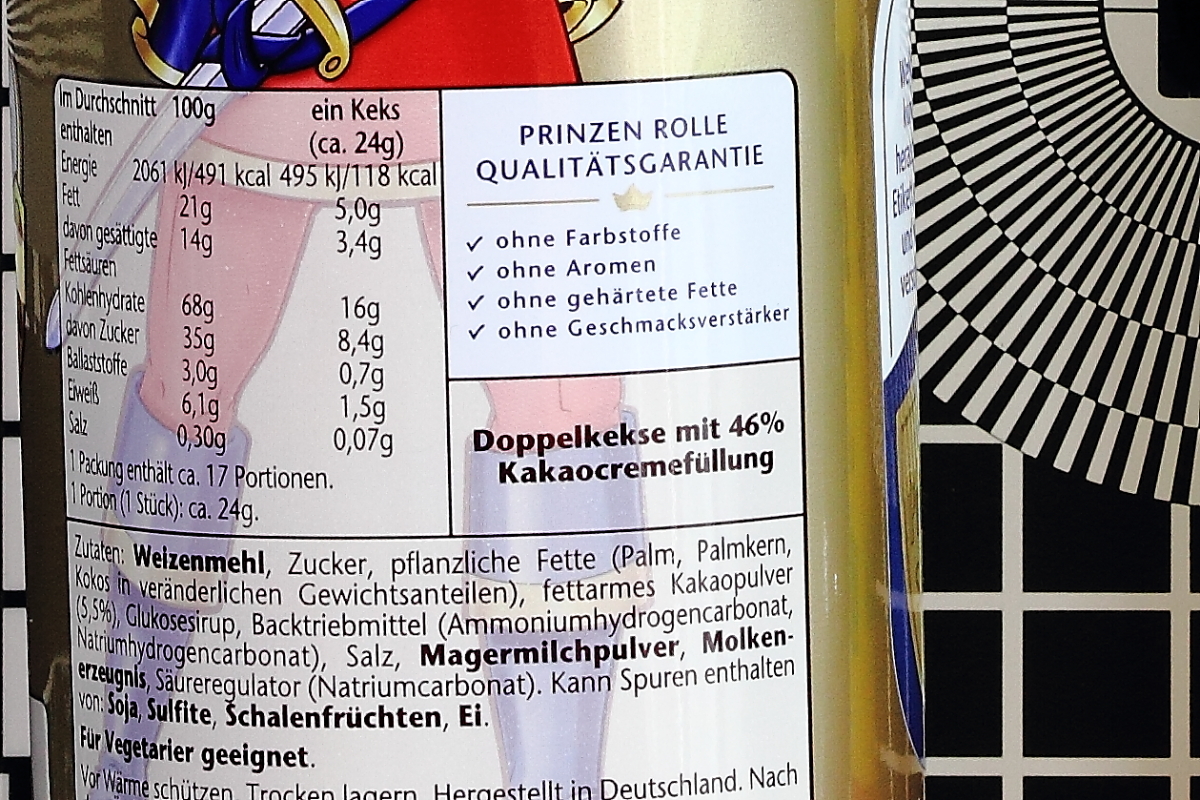 Im Durchschnitt 100g ein Keks
enthalten (ca. 24g)
Energie 2061 kJ/491 kcal 495 kJ/118 kcal
Fett 21g 5,0g
davon gesättigte 14g 3,4g
Fettsäuren
Kohlenhydrate 68g 16g
davon Zucker 35g 8,4g
Ballaststoffe 3,0g 0,7g
Eiweiß 6,1g 1,5g
Salz 0,30g 0,07g
1 Packung enthält ca. 17 Portionen.
1 Portion (1 Stück): ca. 24g.
PRINZEN ROLLE
QUALITÄTSGARANTIE
✓ ohne Farbstoffe
✓ ohne Aromen
✓ ohne gehärtete Fette
✓ ohne Geschmacksverstärker
Doppelkekse mit 46%
Kakaocremefüllung
Zutaten: Weizenmehl, Zucker, pflanzliche Fette (Palm, Palmkern,
Kokos in veränderlichen Gewichtsanteilen), fettarmes Kakaopulver
(5,5%), Glukosesirup, Backtriebmittel (Ammoniumhydrogencarbonat,
Natriumhydrogencarbonat), Salz, Magermilchpulver, Molken-
erzeugnis, Säureregulator (Natriumcarbonat). Kann Spuren enthalten
von: Soja, Sulfite, Schalenfrüchten, Ei.
Für Vegetarier geeignet.
Vor Wärme schützen. Trocken lagern. Hergestellt in Deutschland. Nach